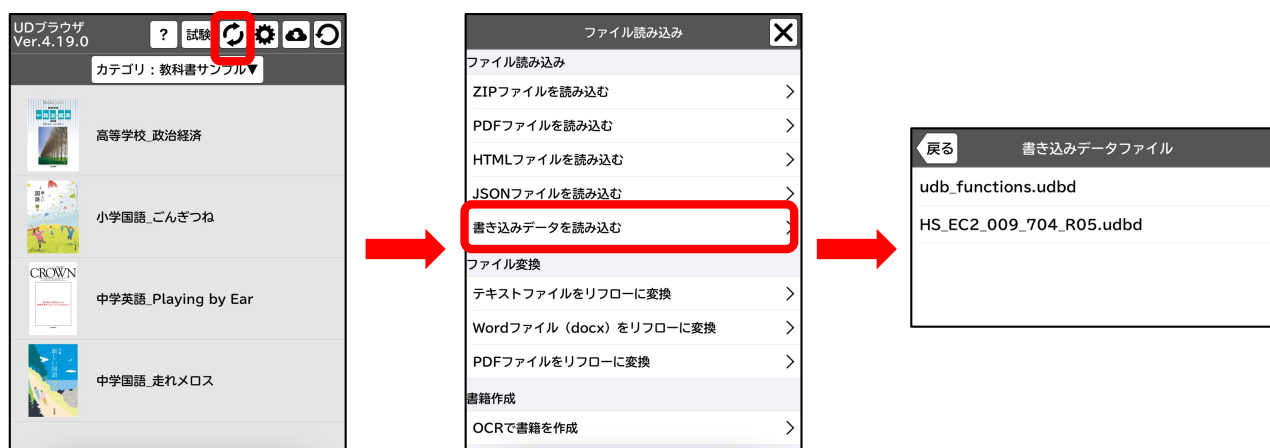 UDブラウザ
Ver.4.19.0
?
試験
カテゴリ：教科書サンプル▼
高等学校_政治経済
小学国語_ごんぎつね
CROWN
中学英語_Playing by Ear
中学国語_走れメロス
ファイル読み込み
ファイル読み込み
ZIPファイルを読み込む
PDFファイルを読み込む
HTMLファイルを読み込む
JSONファイルを読み込む
書き込みデータを読み込む
ファイル変換
テキストファイルをリフローに変換
Wordファイル（docx）をリフローに変換
PDFファイルをリフローに変換
書籍作成
OCRで書籍を作成
戻る
書き込みデータファイル
udb_functions.udbd
HS_EC2_009_704_R05.udbd